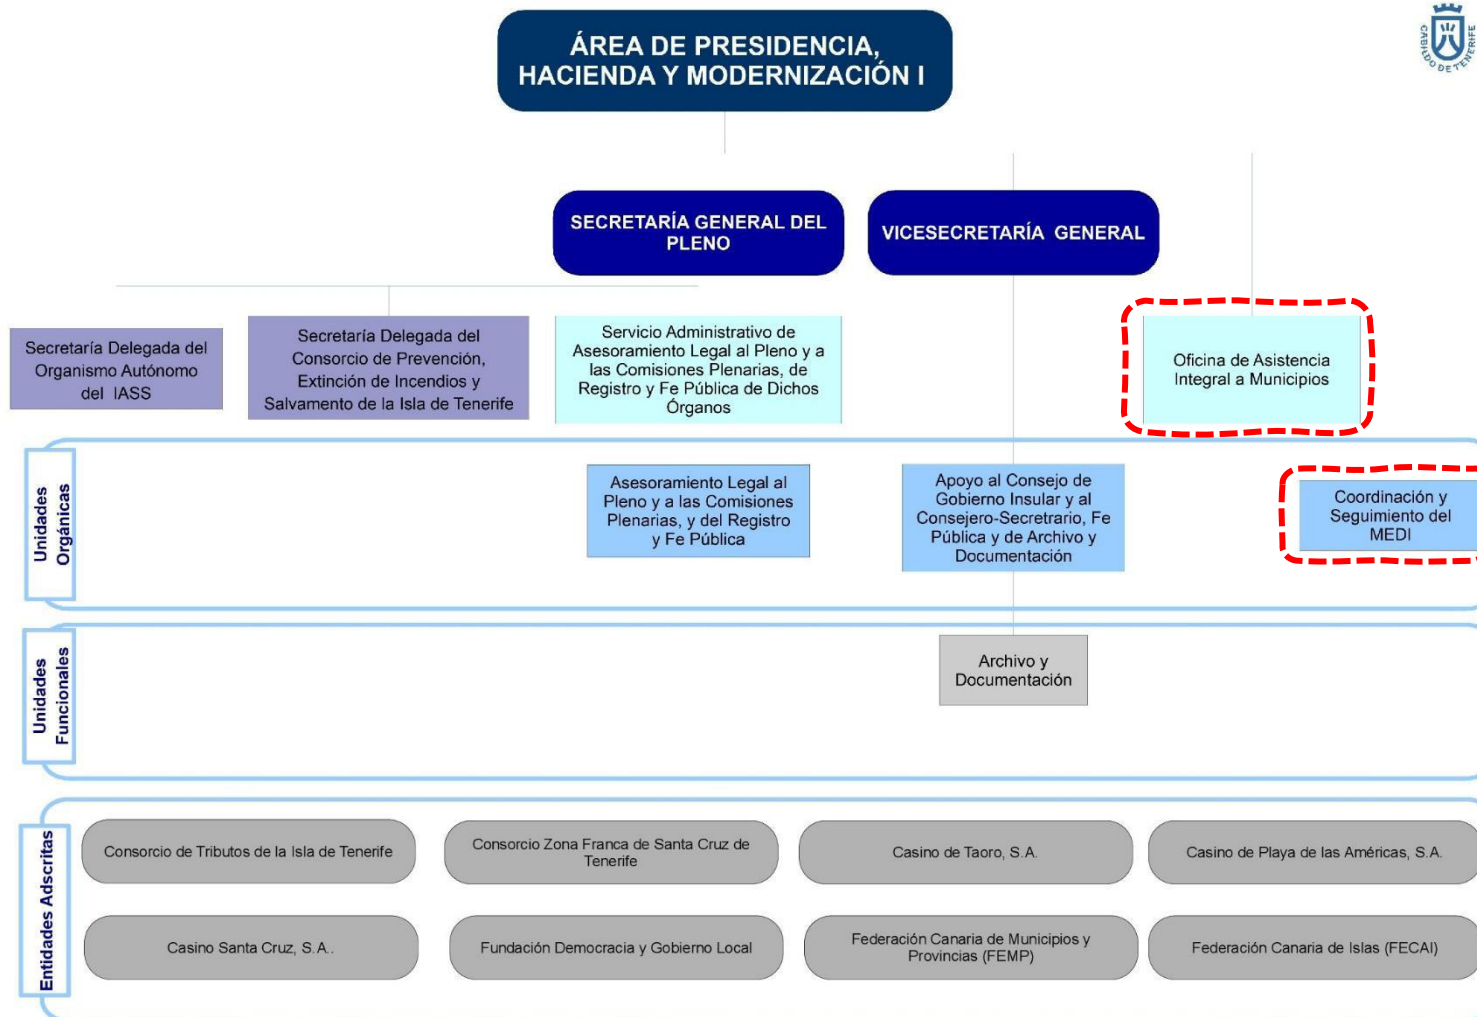 ÁREA DE PRESIDENCIA,
HACIENDA Y MODERNIZACIÓN I
CABILDO DE TENERIFE
SECRETARÍA GENERAL DEL
PLENO
VICESECRETARÍA GENERAL
Secretaría Delegada del
Organismo Autónomo
del IASS
Secretaría Delegada del
Consorcio de Prevención,
Extinción de Incendios y
Salvamento de la Isla de Tenerife
Servicio Administrativo de
Asesoramiento Legal al Pleno y a
las Comisiones Plenarias, de
Registro y Fe Pública de Dichos
Órganos
Oficina de Asistencia
Integral a Municipios
Unidades
Orgánicas
Asesoramiento Legal al
Pleno y a las Comisiones
Plenarias, y del Registro
y Fe Pública
Apoyo al Consejo de
Gobierno Insular y al
Consejero-Secretario, Fe
Pública y de Archivo y
Documentación
Coordinación y
Seguimiento del
MEDI
Unidades
Funcionales
Archivo y
Documentación
Entidades Adscritas
Consorcio de Tributos de la Isla de Tenerife
Consorcio Zona Franca de Santa Cruz de
Tenerife
Casino de Taoro, S.A.
Casino de Playa de las Américas, S.A.
Casino Santa Cruz, S.A..
Fundación Democracia y Gobierno Local
Federación Canaria de Municipios y
Provincias (FEMP)
Federación Canaria de Islas (FECAI)